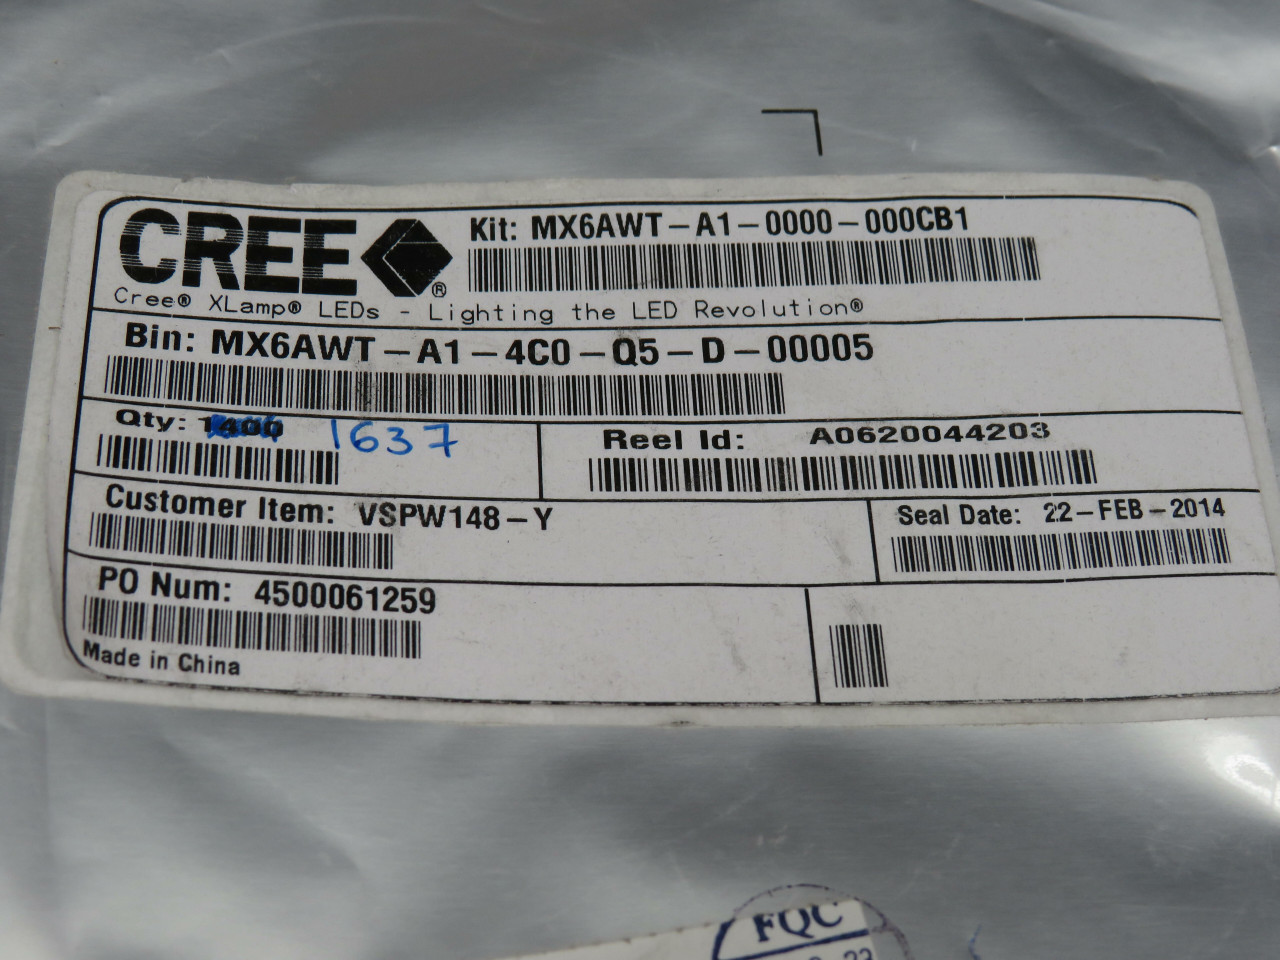 CREE®
Kit: MX6AWT-A1-0000-000CB1
Cree® XLamp® LEDs - Lighting the LED Revolution®
Bin: MX6AWT-A1-4C0-Q5-D-00005
Qty: 1400 1637
Reel Id: A0620044203
Customer Item: VSPW148-Y
Seal Date: 22-FEB-2014
PO Num: 4500061259
Made in China
FQC